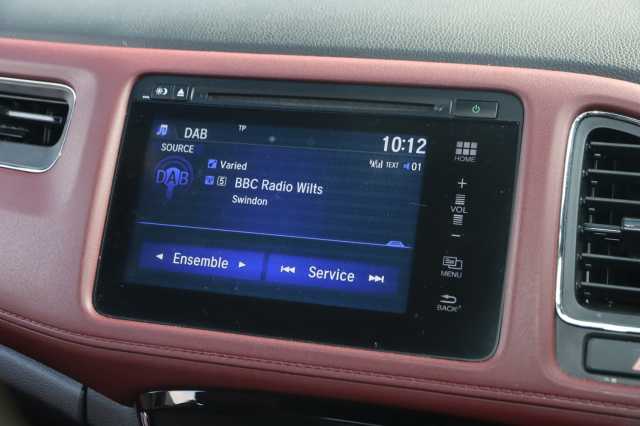 DAB
TP
10:12
SOURCE
Varied
TEXT
01
DAB
5
BBC Radio Wilts
Swindon
Ensemble
Service
HOME
+
VOL
-
MENU
BACK